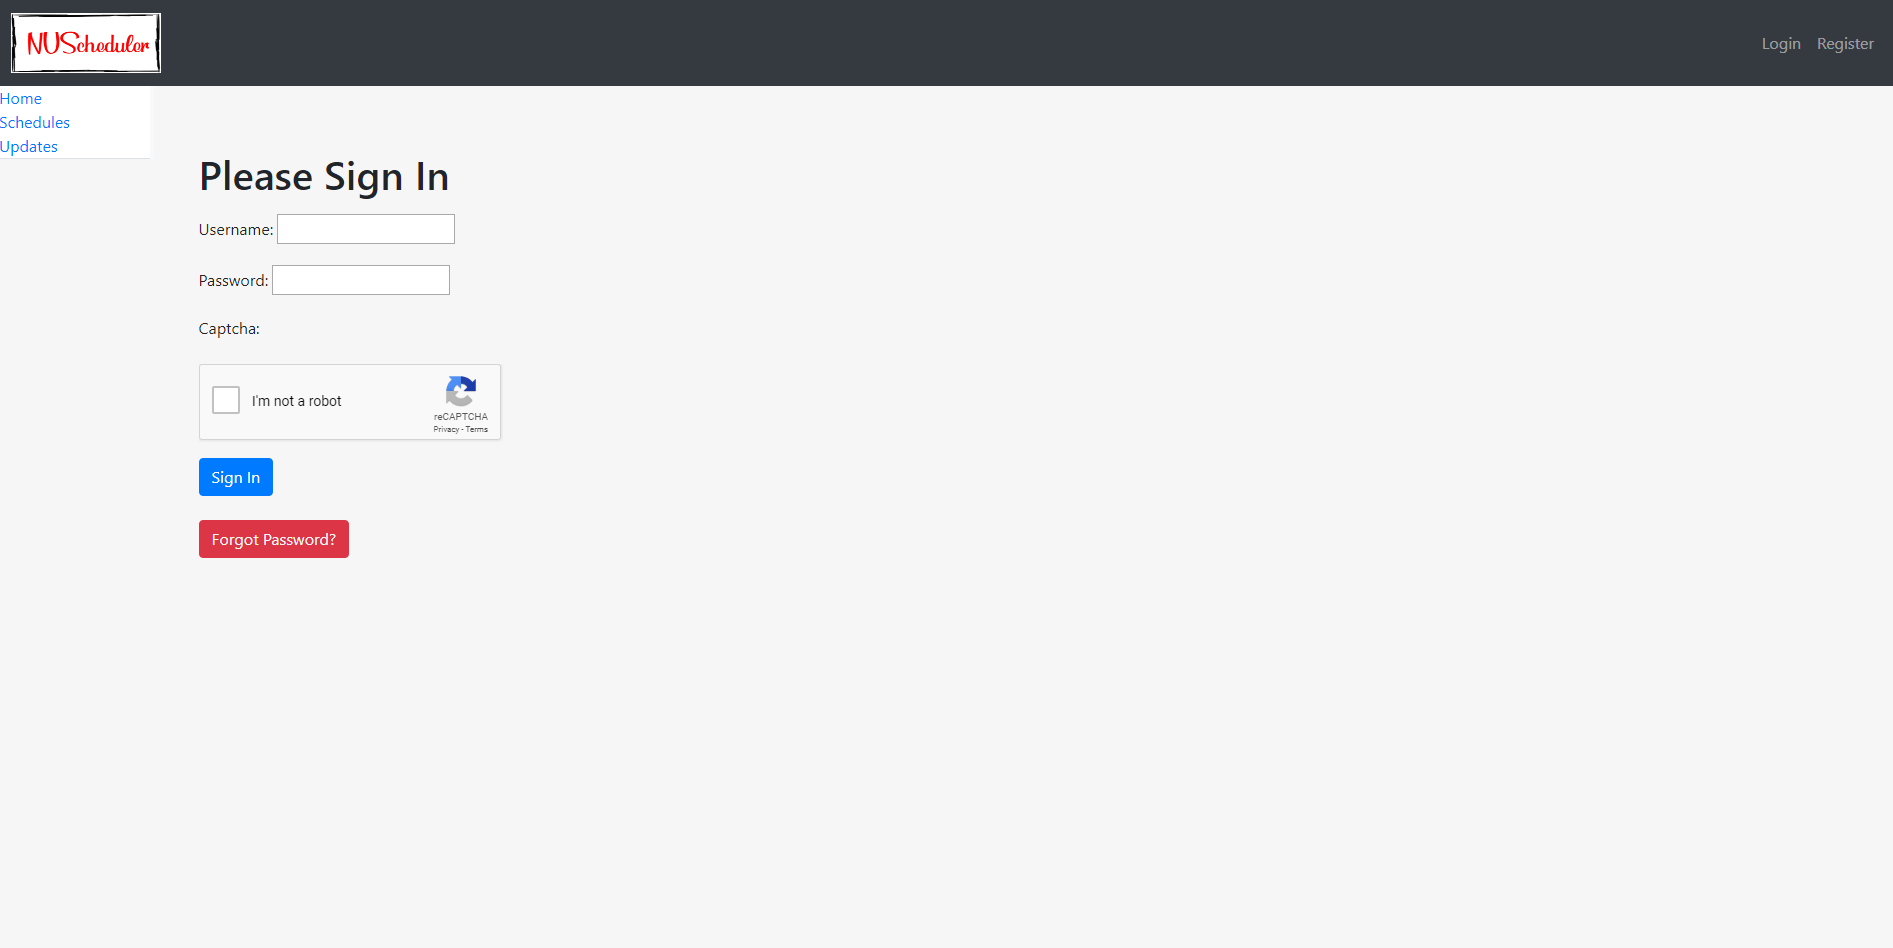 NUScheduler
Login Register
Home
Schedules
Updates
Please Sign In
Username:
Password:
Captcha:
I'm not a robot
reCAPTCHA
Privacy - Terms
Sign In
Forgot Password?